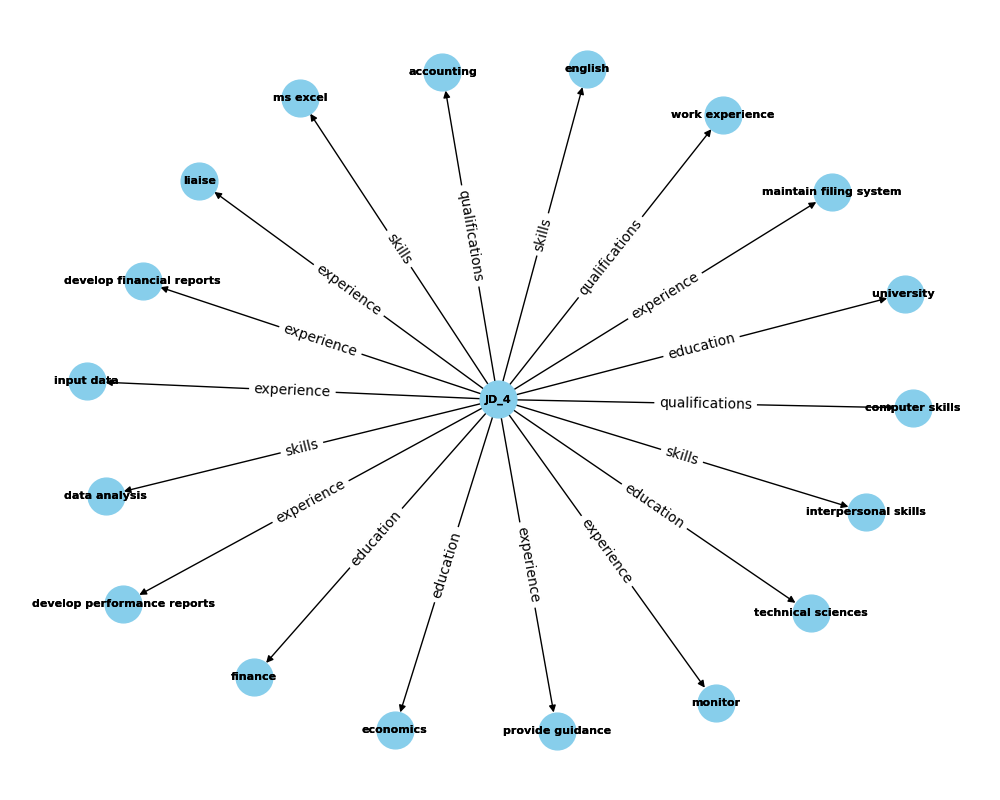 english
accounting
ms excel
work experience
liaise
maintain filing system
qualifications
skills
skills
qualifications
develop financial reports
experience
experience
university
experience
education
input data
experience
JD_4
qualifications
computer skills
skills
skills
data analysis
experience
education
interpersonal skills
education
experience
education
experience
develop performance reports
technical sciences
finance
monitor
economics
provide guidance